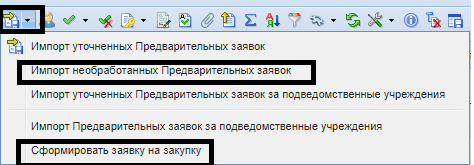 Импорт уточненных Предварительных заявок
Импорт необработанных Предварительных заявок
Импорт уточненных Предварительных заявок за подведомственные учреждения
Импорт Предварительных заявок за подведомственные учреждения
Сформировать заявку на закупку